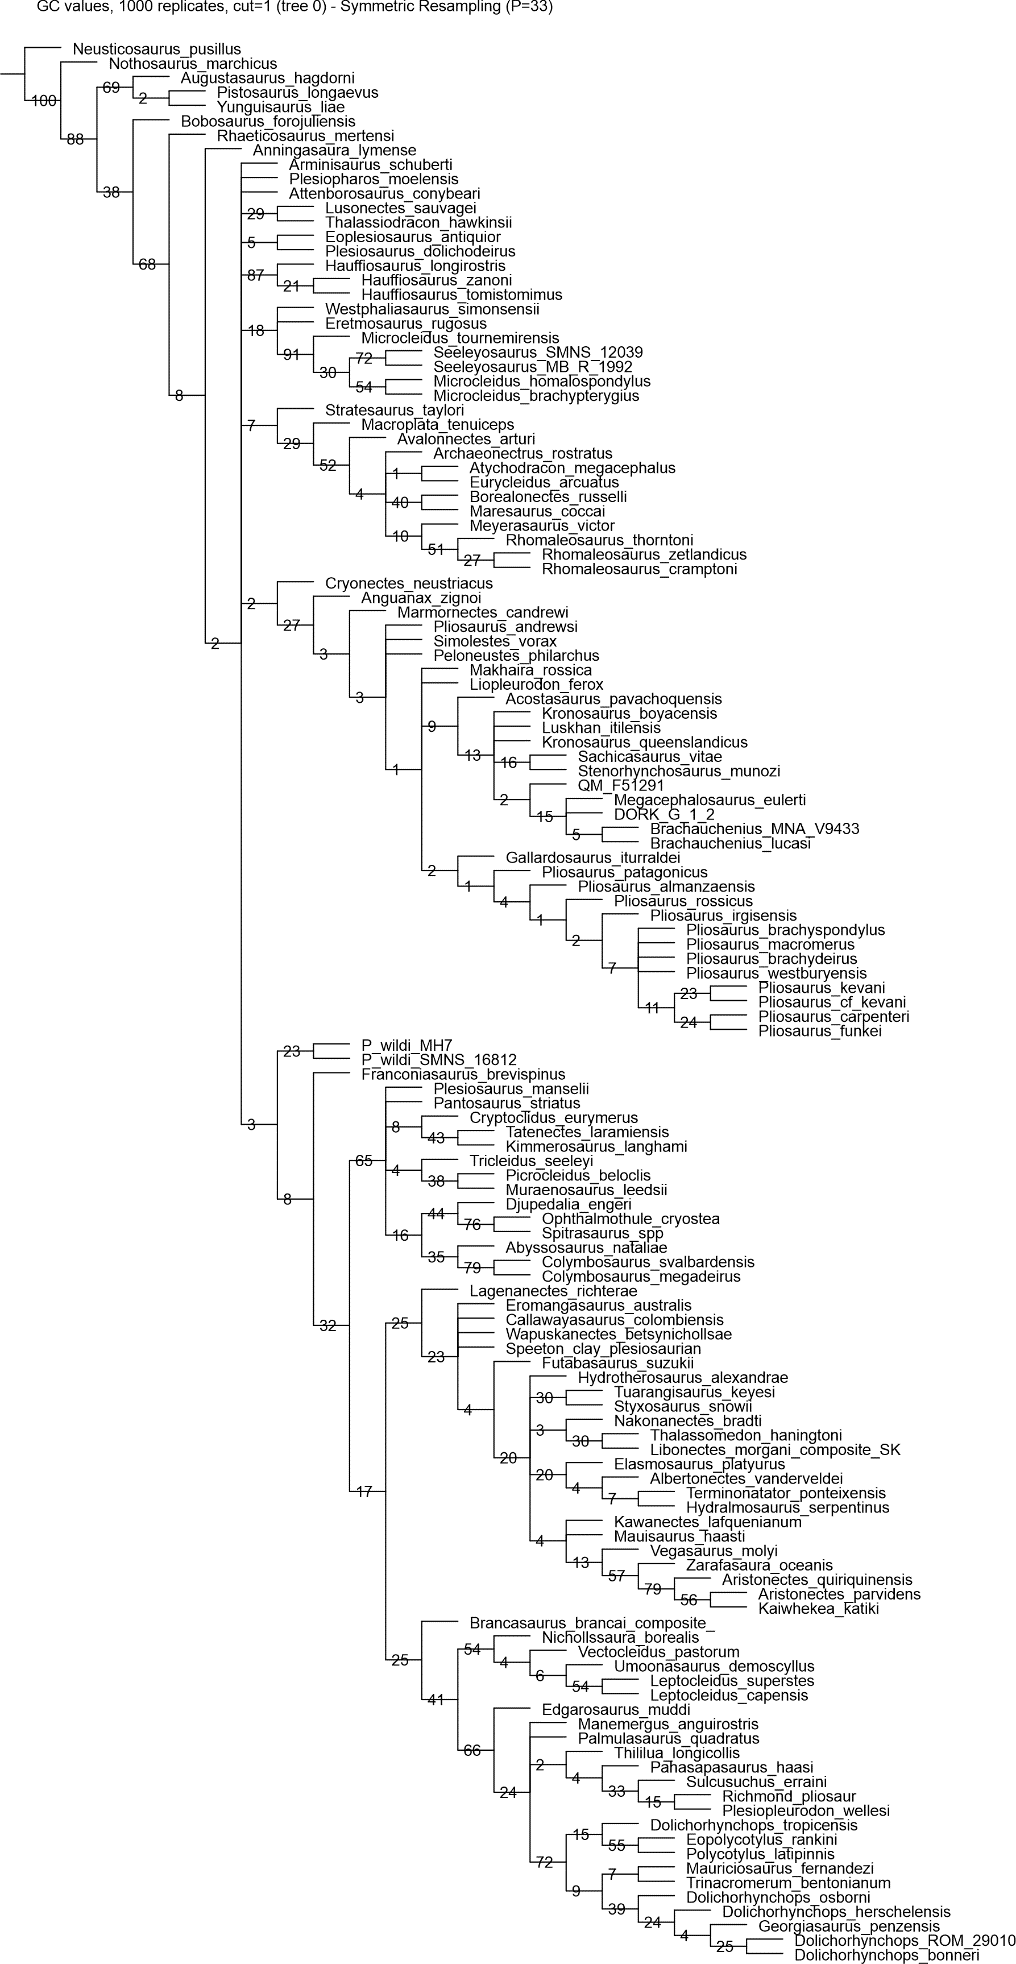 GC values, 1000 replicates, cut=1 (tree 0) - Symmetric Resampling (P=33)
Neusticosaurus_pusillus
Nothosaurus_marchicus
100
Augustasaurus_hagdorni
69
Pistosaurus_longaevus
2
Yunguisaurus_liae
88
Bobosaurus_forojuliensis
Rhaeticosaurus_mertensi
38
Anningasaura_lymense
Arminisaurus_schuberti
Plesiopharos_moelensis
Attenborosaurus_conybeari
Lusonectes_sauvagei
29
Thalassiodracon_hawkinsii
Eoplesiosaurus_antiquior
5
Plesiosaurus_dolichodeirus
68
Hauffiosaurus_longirostris
87
Hauffiosaurus_zanoni
21
Hauffiosaurus_tomistomimus
Westphaliasaurus_simonsensii
Eretmosaurus_rugosus
18
Microcleidus_tournemirensis
91
Seeleyosaurus_SMNS_12039
72
Seeleyosaurus_MB_R_1992
30
Microcleidus_homalospondylus
54
Microcleidus_brachypterygius
8
Stratesaurus_taylori
7
Macroplata_tenuiceps
29
Avalonnectes_arturi
52
Archaeonectrus_rostratus
Atychodracon_megacephalus
1
Eurycleidus_arcuatus
4
Borealonectes_russelli
40
Maresaurus_coccai
Meyerasaurus_victor
10
Rhomaleosaurus_thorntoni
51
Rhomaleosaurus_zetlandicus
27
Rhomaleosaurus_cramptoni
Cryonectes_neustriacus
2
Anguanax_zignoi
27
Marmornectes_candrewi
3
Pliosaurus_andrewsi
Simolestes_vorax
2
Peloneustes_philarchus
3
Makhaira_rossica
Liopleurodon_ferox
9
Acostasaurus_pavachoquensis
Kronosaurus_boyacensis
Luskhan_itilensis
Kronosaurus_queenslandicus
13
Sachicasaurus_vitae
16
Stenorhynchosaurus_munozi
1
QM_F51291
2
Megacephalosaurus_eulerti
15
DORK_G_1_2
Brachauchenius_MNA_V9433
5
Brachauchenius_lucasi
Gallardosaurus_iturraldei
2
Pliosaurus_patagonicus
1
Pliosaurus_almanzaensis
4
Pliosaurus_rossicus
1
Pliosaurus_irgisensis
2
Pliosaurus_brachyspondylus
Pliosaurus_macromerus
Pliosaurus_brachydeirus
7
Pliosaurus_westburyensis
Pliosaurus_kevani
23
Pliosaurus_cf_kevani
11
Pliosaurus_carpenteri
24
Pliosaurus_funkei
P_wildi_MH7
23
P_wildi_SMNS_16812
Franconiasaurus_brevispinus
3
Plesiosaurus_manselii
Pantosaurus_striatus
Cryptoclidus_eurymerus
8
Tatenectes_laramiensis
43
Kimmerosaurus_langhami
65
Tricleidus_seeleyi
4
Picrocleidus_beloclis
38
Muraenosaurus_leedsii
8
Djupedalia_engeri
44
Ophthalmothule_cryostea
76
Spitrasaurus_spp
16
Abyssosaurus_nataliae
35
Colymbosaurus_svalbardensis
79
Colymbosaurus_megadeirus
Lagenanectes_richterae
32
25
Eromangasaurus_australis
Callawayasaurus_colombiensis
Wapuskanectes_betsynichollsae
Speeton_clay_plesiosaurian
23
Futabasaurus_suzukii
4
Hydrotherosaurus_alexandrae
Tuarangisaurus_keyesi
30
Styxosaurus_snowii
Nakonanectes_bradti
3
Thalassomedon_haningtoni
30
Libonectes_morgani_composite_SK
20
Elasmosaurus_platyurus
20
Albertonectes_vanderveldei
4
Terminonatator_ponteixensis
7
Hydralmosaurus_serpentinus
17
Kawanectes_lafquenianum
Mauisaurus_haasti
4
Vegasaurus_molyi
13
Zarafasaura_oceanis
57
Aristonectes_quiriquinensis
79
Aristonectes_parvidens
56
Kaiwhekea_katiki
Brancasaurus_brancai_composite_
25
Nichollssaura_borealis
54
Vectocleidus_pastorum
4
Umoonasaurus_demoscyllus
6
Leptocleidus_superstes
54
Leptocleidus_capensis
41
Edgarosaurus_muddi
66
Manemergus_anguirostris
Palmulasaurus_quadratus
Thililua_longicollis
2
Pahasapasaurus_haasi
4
Sulcusuchus_erraini
33
Richmond_pliosaur
15
Plesiopleurodon_wellesi
24
Dolichorhynchops_tropicensis
15
Eopolycotylus_rankini
55
Polycotylus_latipinnis
72
Mauriciosaurus_fernandezi
7
Trinacromerum_bentonianum
9
Dolichorhynchops_osborni
39
Dolichorhynchops_herschelensis
24
Georgiasaurus_penzensis
4
Dolichorhynchops_ROM_29010
25
Dolichorhynchops_bonneri